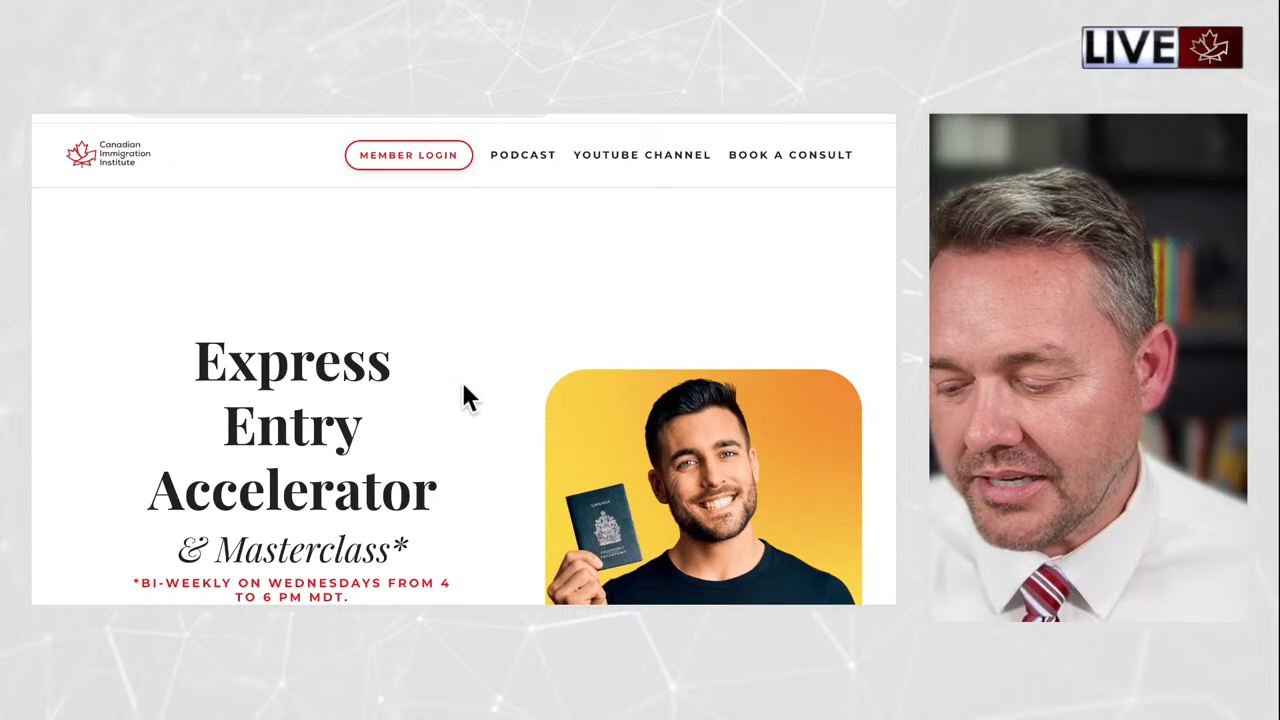 LIVE
Canadian
Immigration
Institute
MEMBER LOGIN
PODCAST
YOUTUBE CHANNEL
BOOK A CONSULT
Express
Entry
Accelerator
& Masterclass*
*BI-WEEKLY ON WEDNESDAYS FROM 4
TO 6 PM MDT.
CANADA